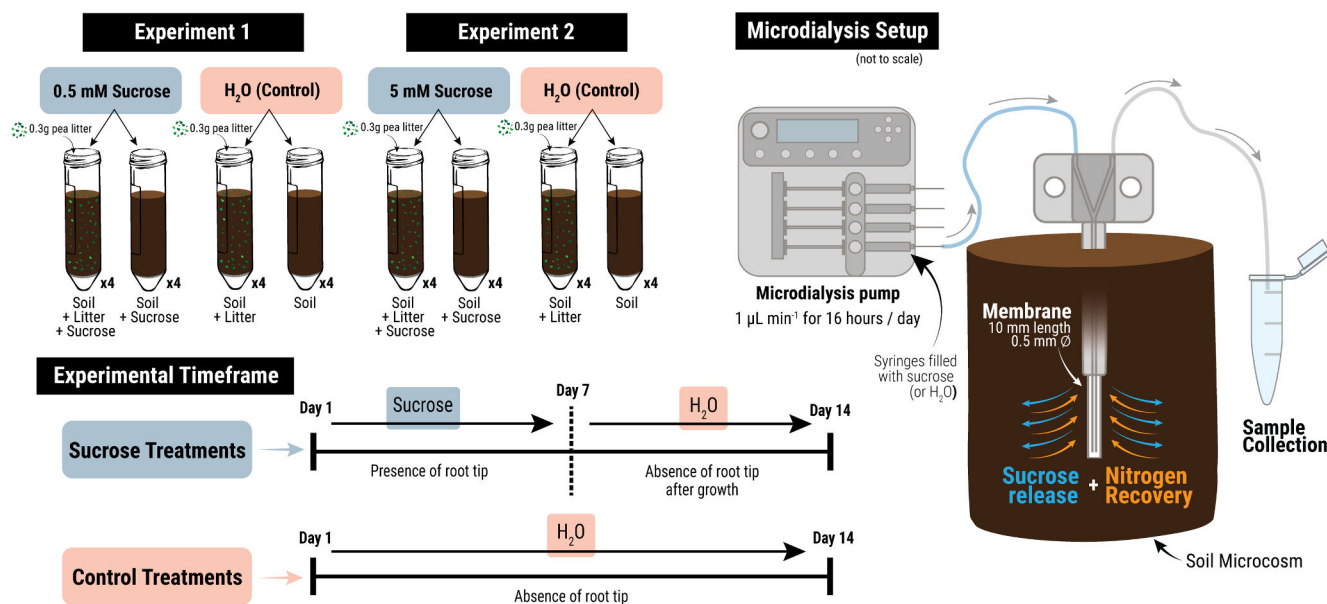 Experiment 1
0.5 mM Sucrose
H₂O (Control)
0.3g pea litter
0.3g pea litter
x4
x4
x4
x4
Soil
+ Litter
+ Sucrose
Soil
+ Sucrose
Soil
+ Litter
Soil
Experiment 2
5 mM Sucrose
H₂O (Control)
0.3g pea litter
0.3g pea litter
x4
x4
x4
x4
Soil
+ Litter
+ Sucrose
Soil
+ Sucrose
Soil
+ Litter
Soil
Microdialysis Setup
(not to scale)
Microdialysis pump
1 µL min⁻¹ for 16 hours / day
Syringes filled
with sucrose
(or H₂O)
Membrane
10 mm length
0.5 mm Ø
Sucrose
release
+
Nitrogen
Recovery
Sample
Collection
Soil Microcosm
Experimental Timeframe
Sucrose Treatments
Day 1
Sucrose
Day 7
H₂O
Day 14
Presence of root tip
Absence of root tip
after growth
Control Treatments
Day 1
H₂O
Day 14
Absence of root tip